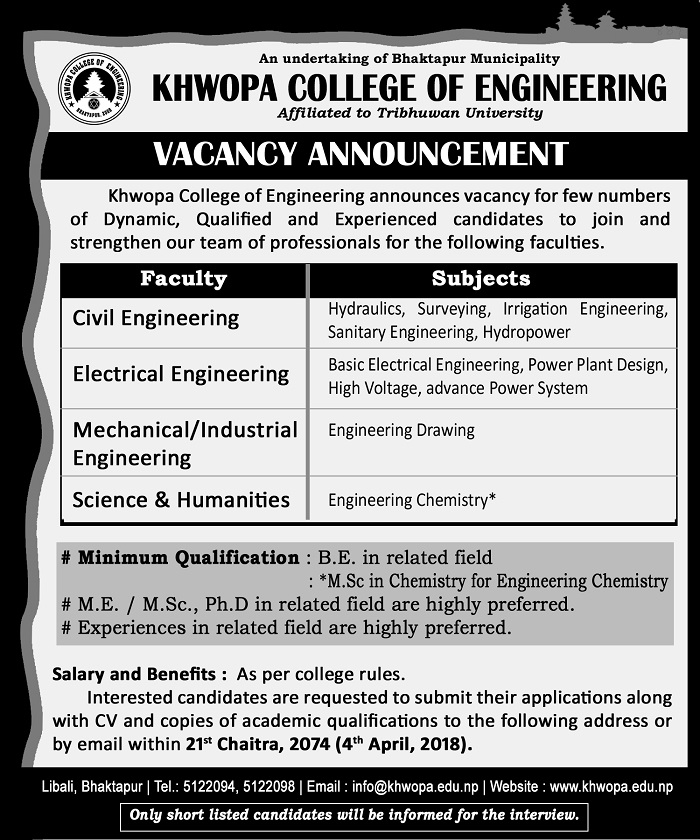 An undertaking of Bhaktapur Municipality
KHWOPA COLLEGE OF ENGINEERING
Affiliated to Tribhuwan University
KHWOPA COLLEGE OF ENGINEERING
BHAKTAPUR, 2008
VACANCY ANNOUNCEMENT
Khwopa College of Engineering announces vacancy for few numbers
of Dynamic, Qualified and Experienced candidates to join and
strengthen our team of professionals for the following faculties.
Faculty Subjects
Civil Engineering
Hydraulics, Surveying, Irrigation Engineering,
Sanitary Engineering, Hydropower
Electrical Engineering
Basic Electrical Engineering, Power Plant Design,
High Voltage, advance Power System
Mechanical/Industrial
Engineering
Engineering Drawing
Science & Humanities
Engineering Chemistry*
# Minimum Qualification : B.E. in related field
: *M.Sc in Chemistry for Engineering Chemistry
# M.E. / M.Sc., Ph.D in related field are highly preferred.
# Experiences in related field are highly preferred.
Salary and Benefits : As per college rules.
Interested candidates are requested to submit their applications along
with CV and copies of academic qualifications to the following address or
by email within 21st Chaitra, 2074 (4th April, 2018).
Libali, Bhaktapur | Tel.: 5122094, 5122098 | Email : info@khwopa.edu.np | Website : www.khwopa.edu.np
Only short listed candidates will be informed for the interview.